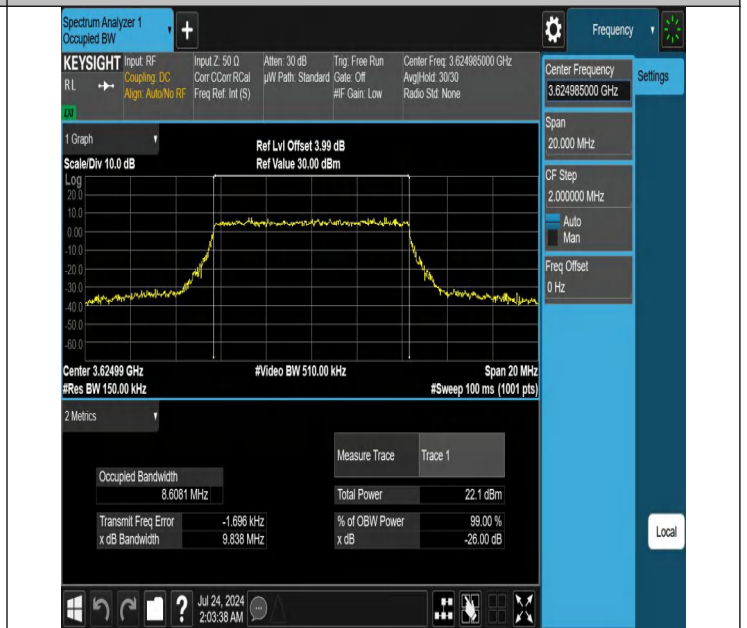 Spectrum Analyzer 1
Occupied BW
+
Frequency
KEYSIGHT
RL
LXI
Input: RF
Coupling: DC
Align: Auto/No RF
Input Z: 50 Ω
Corr CCorr RCal
Freq Ref: Int (S)
Atten: 30 dB
µW Path: Standard
Trig: Free Run
Gate: Off
#IF Gain: Low
Center Freq: 3.624985000 GHz
Avg|Hold: 30/30
Radio Std: None
Center Frequency
3.624985000 GHz
Settings
Span
20.000 MHz
CF Step
2.000000 MHz
Auto
Man
Freq Offset
0 Hz
1 Graph
Scale/Div 10.0 dB
Ref Lvl Offset 3.99 dB
Ref Value 30.00 dBm
Log
20.0
10.0
0.00
-10.0
-20.0
-30.0
-40.0
-50.0
-60.0
Center 3.62499 GHz
#Video BW 510.00 kHz
Span 20 MHz
#Res BW 150.00 kHz
#Sweep 100 ms (1001 pts)
2 Metrics
Measure Trace Trace 1
Occupied Bandwidth
8.6081 MHz
Total Power 22.1 dBm
Transmit Freq Error -1.696 kHz
% of OBW Power 99.00 %
x dB Bandwidth 9.838 MHz
x dB -26.00 dB
Local
?
Jul 24, 2024
2:03:38 AM